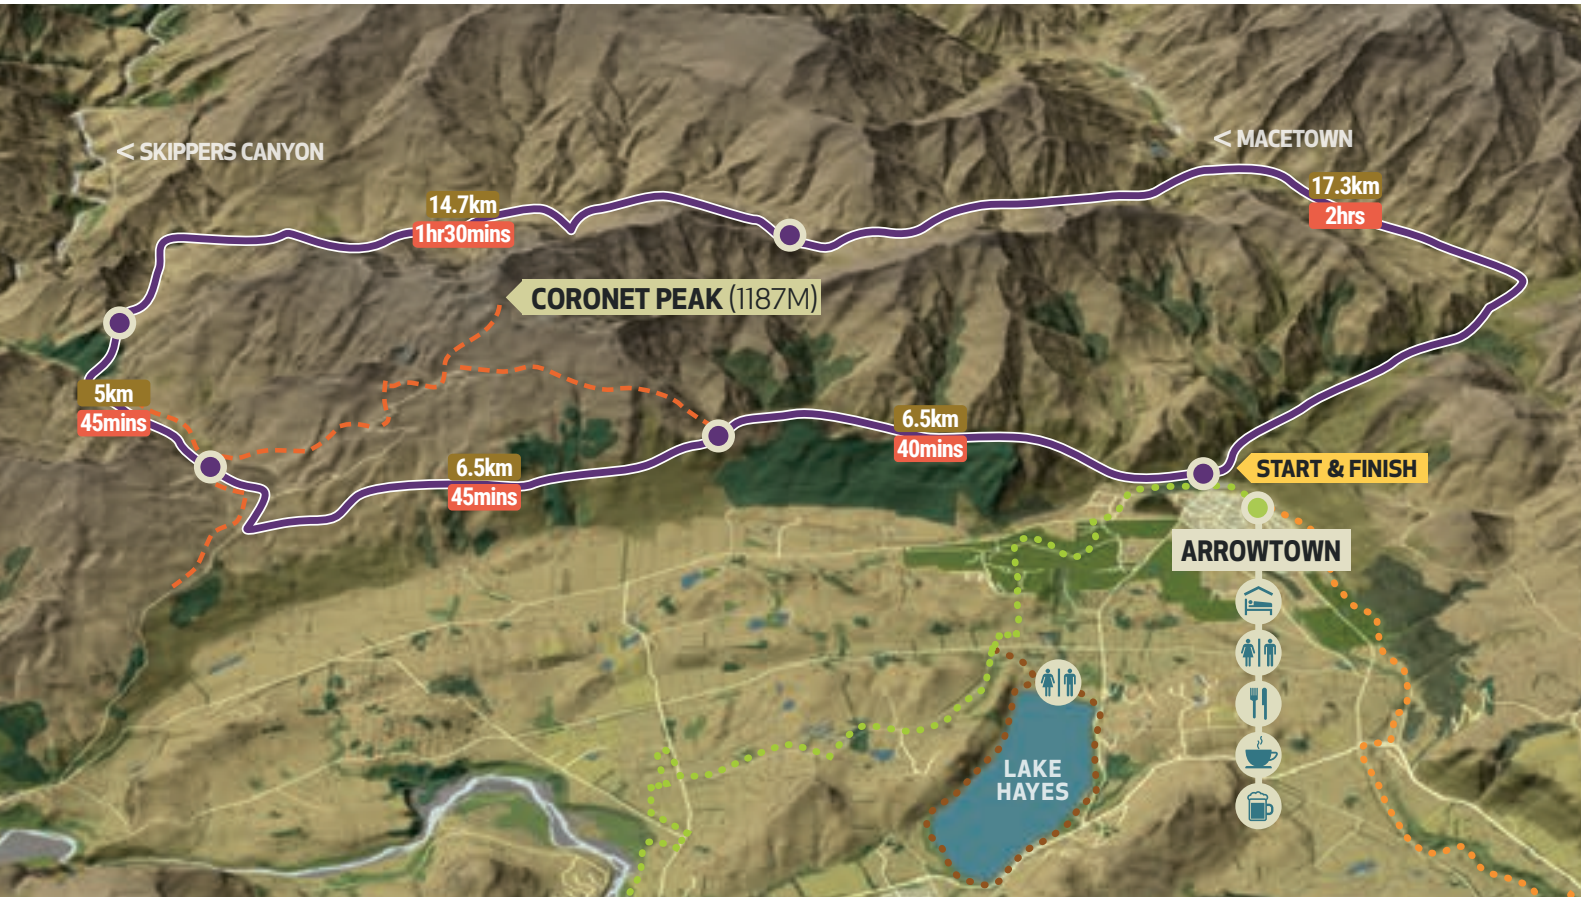 < SKIPPERS CANYON
< MACETOWN
17.3km
2hrs
14.7km
1hr30mins
CORONET PEAK (1187M)
5km
45mins
6.5km
40mins
6.5km
45mins
START & FINISH
ARROWTOWN
LAKE
HAYES